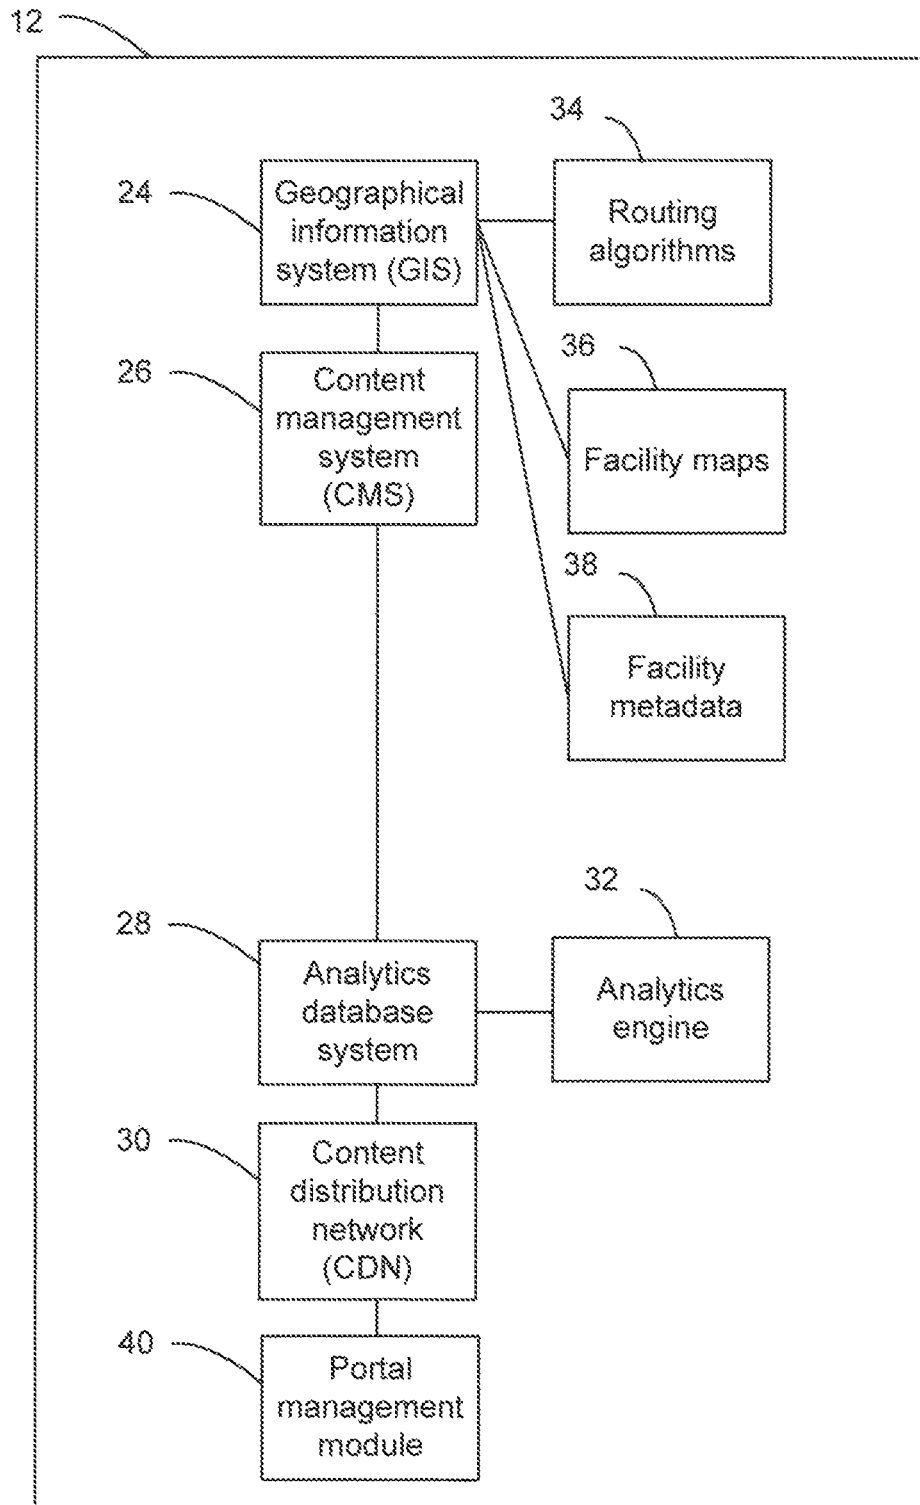 12
34
24
Geographical
information
system (GIS)
Routing
algorithms
36
26
Content
management
system
(CMS)
Facility maps
38
Facility
metadata
32
28
Analytics
database
system
Analytics
engine
30
Content
distribution
network
(CDN)
40
Portal
management
module